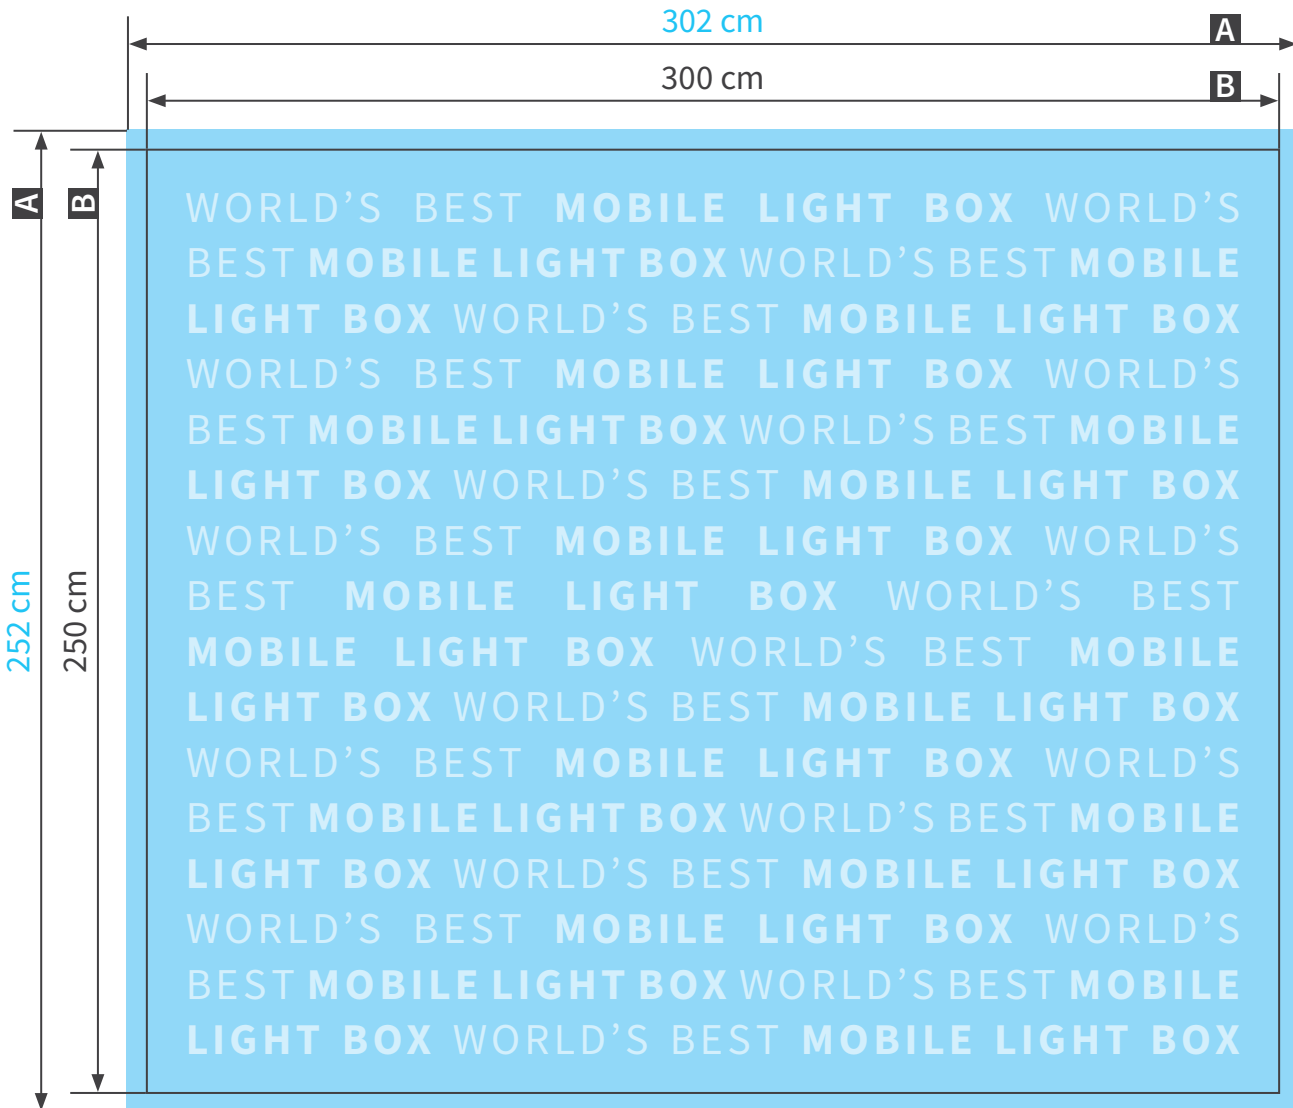 302 cm
A
300 cm
B
A
B
252 cm
250 cm
WORLD’S BEST MOBILE LIGHT BOX WORLD’S
BEST MOBILE LIGHT BOX WORLD’S BEST MOBILE
LIGHT BOX WORLD’S BEST MOBILE LIGHT BOX
WORLD’S BEST MOBILE LIGHT BOX WORLD’S
BEST MOBILE LIGHT BOX WORLD’S BEST MOBILE
LIGHT BOX WORLD’S BEST MOBILE LIGHT BOX
WORLD’S BEST MOBILE LIGHT BOX WORLD’S
BEST MOBILE LIGHT BOX WORLD’S BEST
MOBILE LIGHT BOX WORLD’S BEST MOBILE
LIGHT BOX WORLD’S BEST MOBILE LIGHT BOX
WORLD’S BEST MOBILE LIGHT BOX WORLD’S
BEST MOBILE LIGHT BOX WORLD’S BEST MOBILE
LIGHT BOX WORLD’S BEST MOBILE LIGHT BOX
WORLD’S BEST MOBILE LIGHT BOX WORLD’S
BEST MOBILE LIGHT BOX WORLD’S BEST MOBILE
LIGHT BOX WORLD’S BEST MOBILE LIGHT BOX